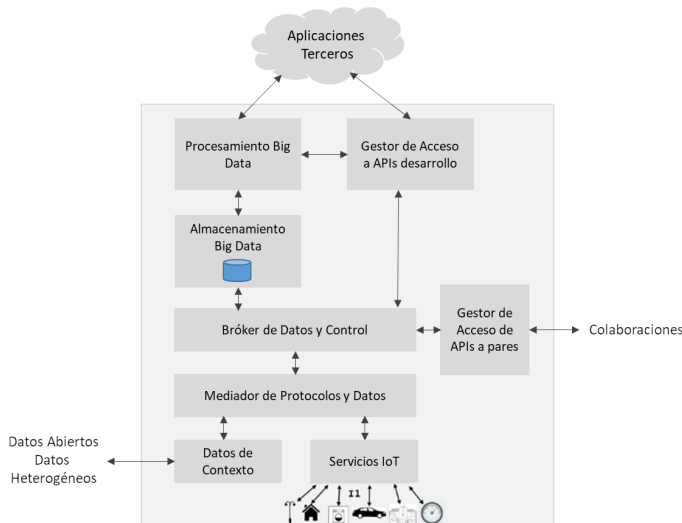 Aplicaciones
Terceros
Procesamiento Big
Data
Gestor de Acceso
a APIs desarrollo
Almacenamiento
Big Data
Gestor de
Acceso de
APIs a pares
Bróker de Datos y Control
Colaboraciones
Mediador de Protocolos y Datos
Datos Abiertos
Datos
Heterogéneos
Datos de
Contexto
Servicios IoT
I1